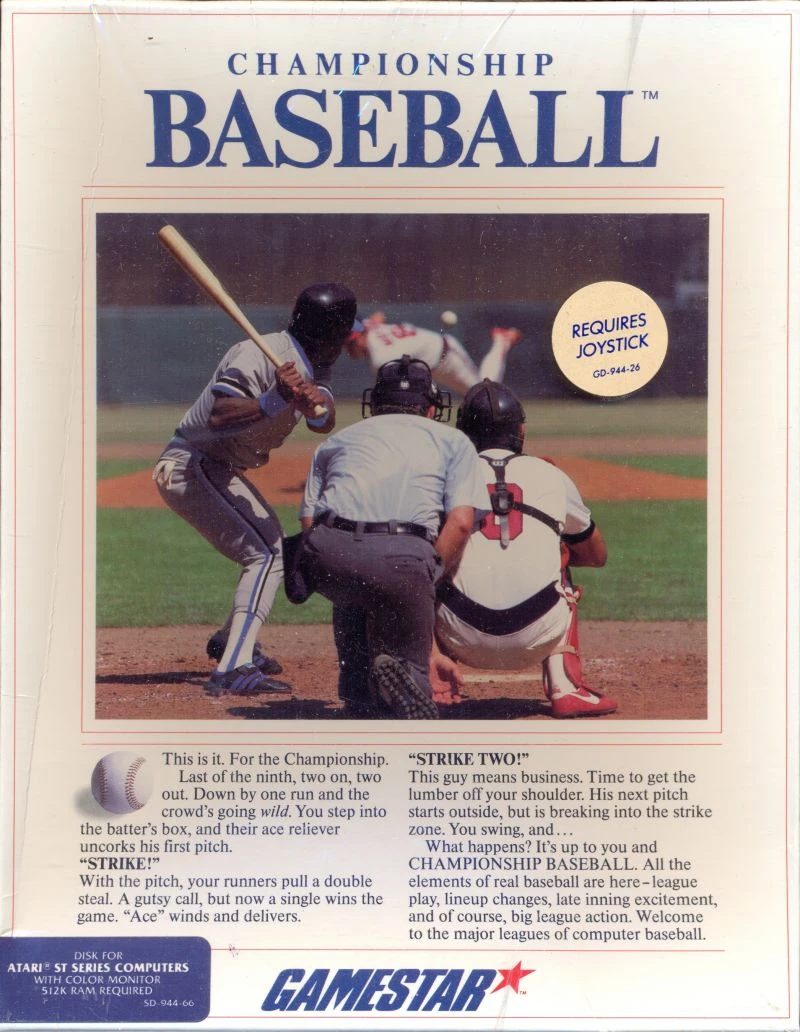 CHAMPIONSHIP
BASEBALL™
REQUIRES
JOYSTICK
GD-944-26
This is it. For the Championship.
Last of the ninth, two on, two
out. Down by one run and the
crowd's going wild. You step into
the batter's box, and their ace reliever
uncorks his first pitch.
"STRIKE!"
With the pitch, your runners pull a double
steal. A gutsy call, but now a single wins the
game. "Ace" winds and delivers.
"STRIKE TWO!"
This guy means business. Time to get the
lumber off your shoulder. His next pitch
starts outside, but is breaking into the strike
zone. You swing, and...
What happens? It's up to you and
CHAMPIONSHIP BASEBALL. All the
elements of real baseball are here–league
play, lineup changes, late inning excitement,
and of course, big league action. Welcome
to the major leagues of computer baseball.
DISK FOR
ATARI® ST SERIES COMPUTERS
WITH COLOR MONITOR
512K RAM REQUIRED
SD-944-66
GAMESTAR™